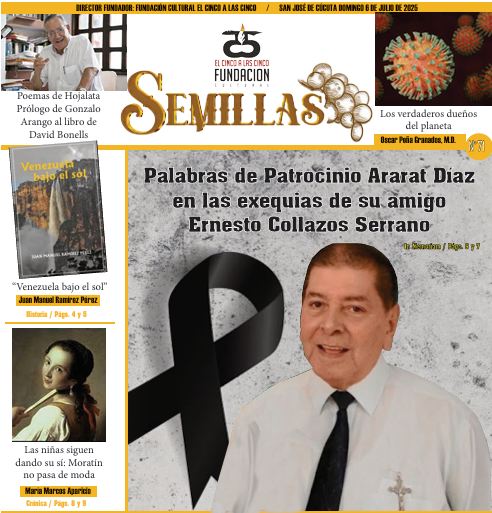 DIRECTOR FUNDADOR: FUNDACIÓN CULTURAL EL CINCO A LAS CINCO / SAN JOSÉ DE CÚCUTA DOMINGO 6 DE JULIO DE 2025
EL CINCO A LAS CINCO
FUNDACION
CULTURAL
SEMILLAS
Poemas de Hojalata
Prólogo de Gonzalo
Arango al libro de
David Bonells
Los verdaderos dueños
del planeta
Oscar Peña Granados, M.D.
Venezuela
bajo el sol
JUAN MANUEL RAMÍREZ PÉREZ
“Venezuela bajo el sol”
Juan Manuel Ramírez Pérez
Historia / Págs. 4 y 5
Las niñas siguen
dando su sí: Moratín
no pasa de moda
María Marcos Aparicio
Crónica / Págs. 8 y 9
Palabras de Patrocinio Ararat Díaz
en las exequias de su amigo
Ernesto Collazos Serrano
In Memoriam / Págs. 6 y 7